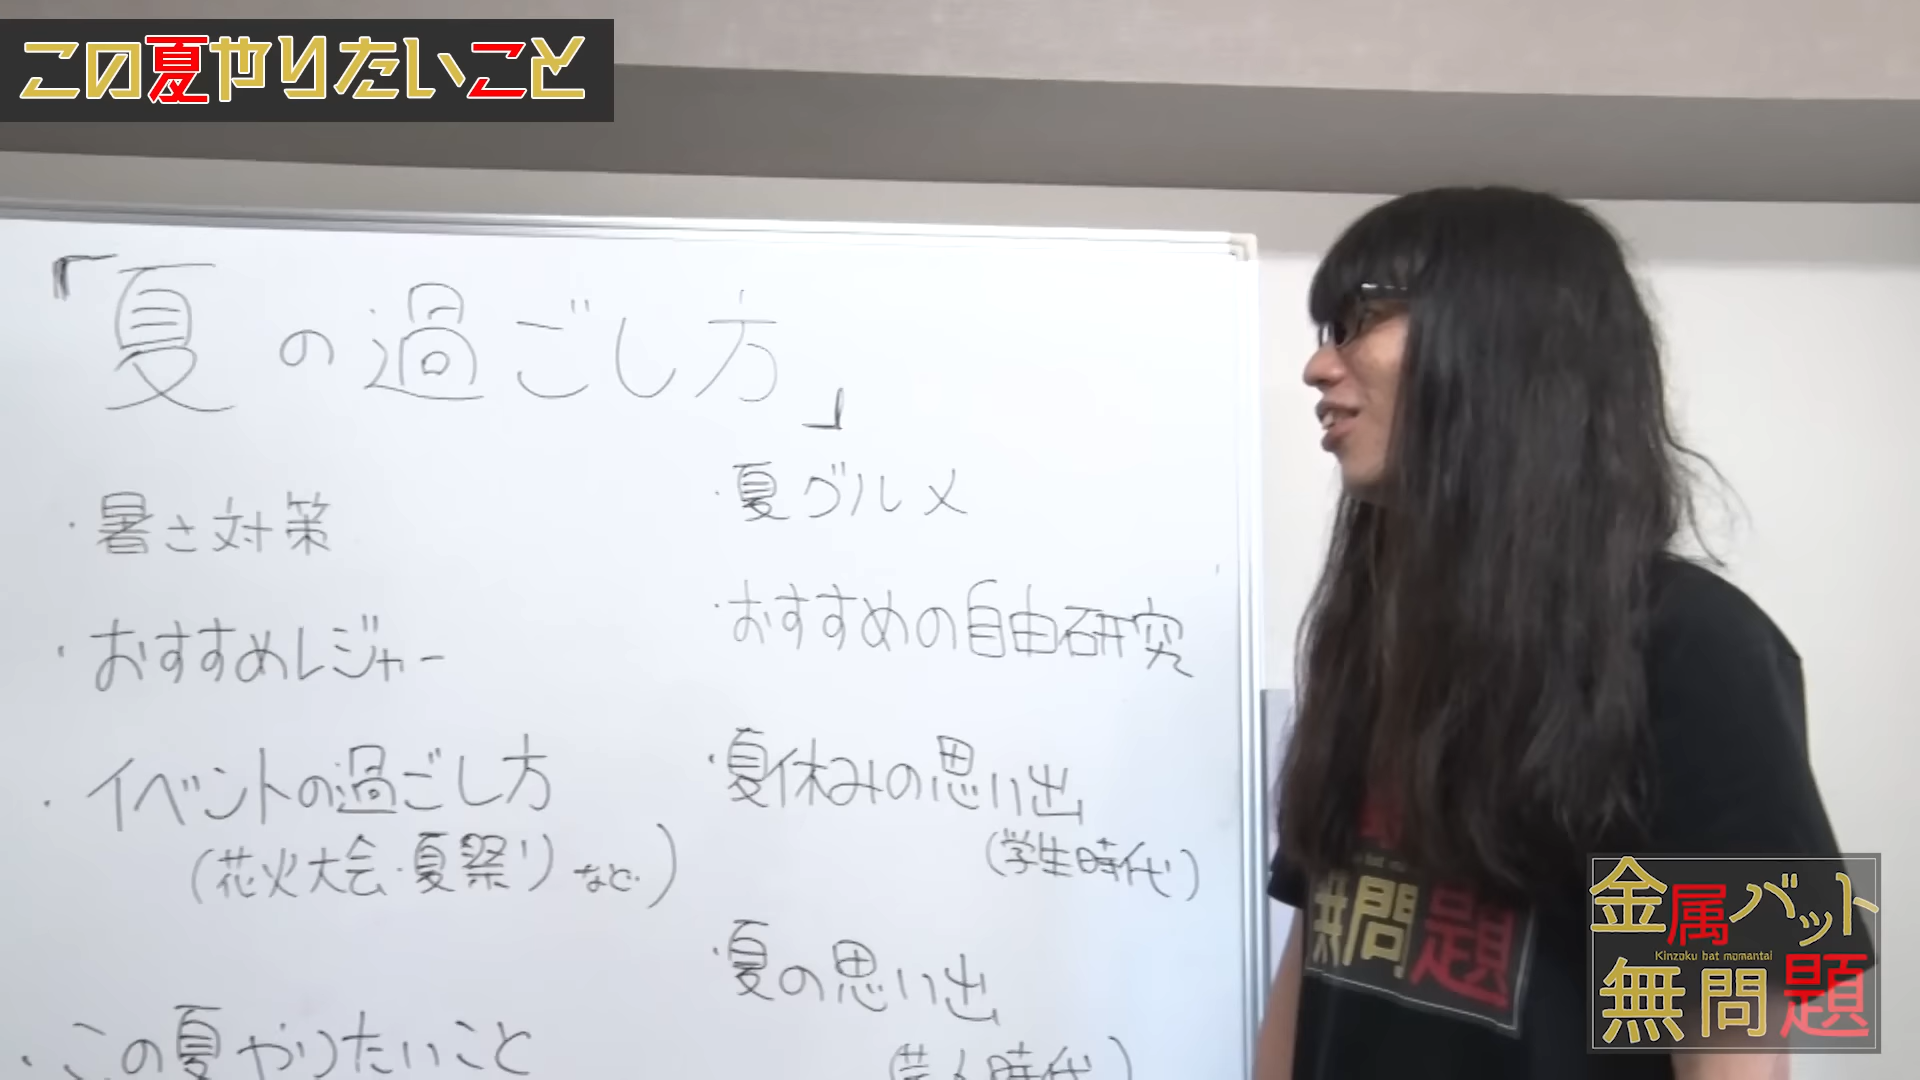 この夏やりたいこと
「夏の過ごし方」
・暑さ対策
・おすすめレジャー
・イベントの過ごし方
(花火大会・夏祭りなど)
・この夏やりたいこと
・夏グルメ
・おすすめの自由研究
・夏休みの思い出
(学生時代)
・夏の思い出
(芸人時代)
無問題
金属バット
Kinzoku bat momantai
無問題